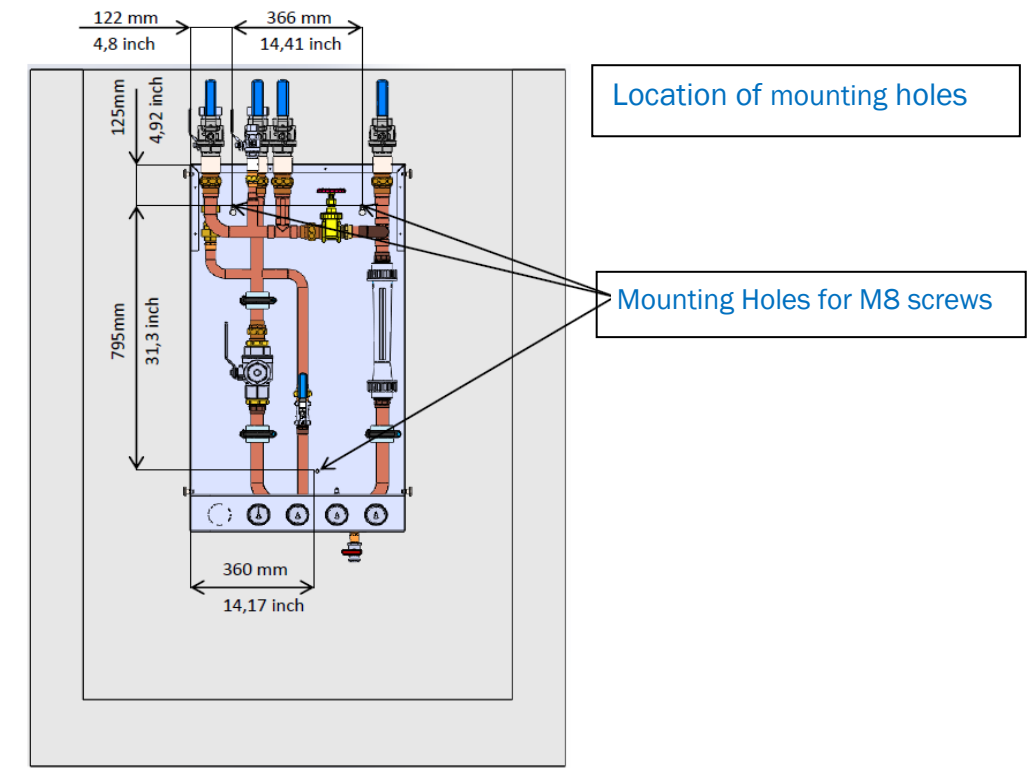 122 mm
4,8 inch
366 mm
14,41 inch
125mm
4,92 inch
Location of mounting holes
Mounting Holes for M8 screws
795mm
31,3 inch
360 mm
14,17 inch